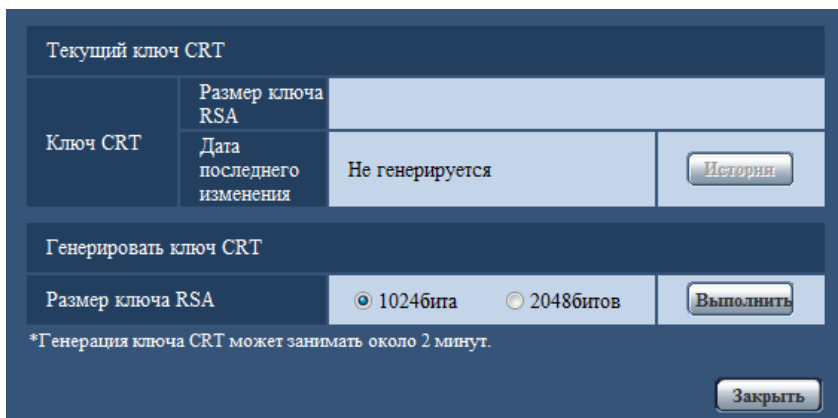 Текущий ключ CRT
Ключ CRT
Размер ключа
RSA
Дата
последнего
изменения
Не генерируется
История
Генерировать ключ CRT
Размер ключа RSA
1024бита
2048битов
Выполнить
*Генерация ключа CRT может занимать около 2 минут.
Закрыть